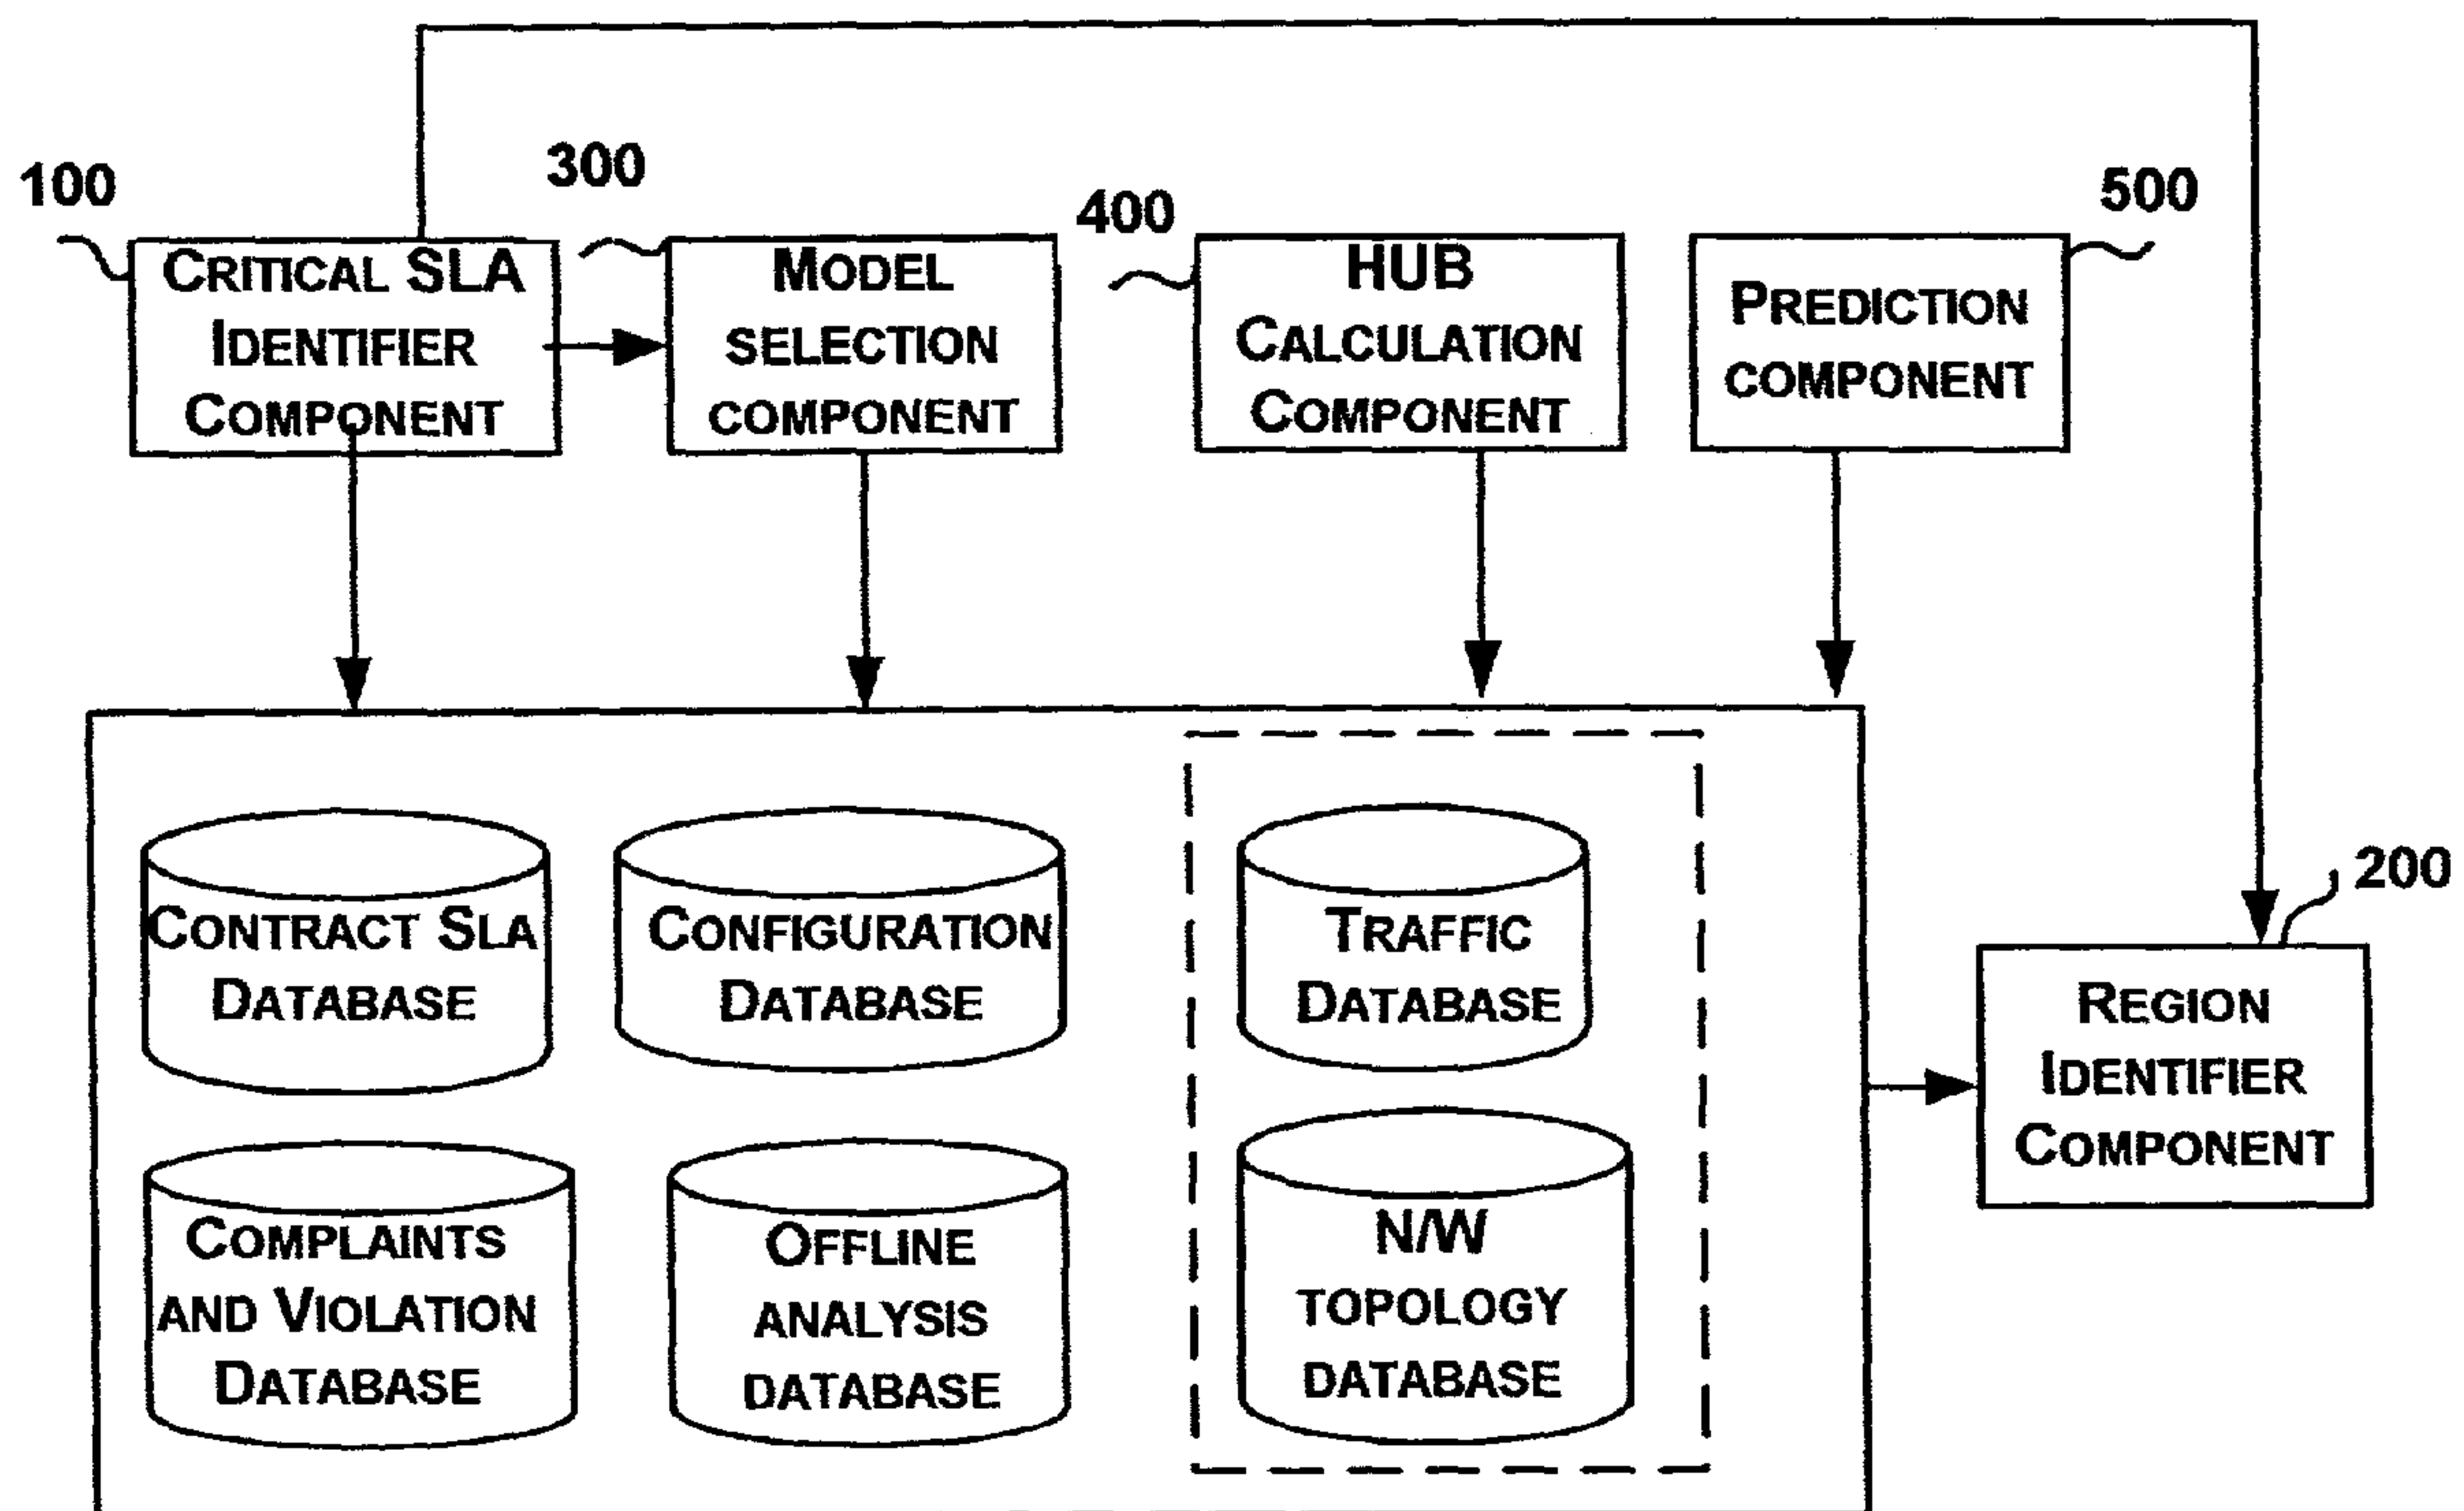 100
300
400
500
CRITICAL SLA
IDENTIFIER
COMPONENT
MODEL
SELECTION
COMPONENT
HUB
CALCULATION
COMPONENT
PREDICTION
COMPONENT
CONTRACT SLA
DATABASE
CONFIGURATION
DATABASE
TRAFFIC
DATABASE
200
REGION
IDENTIFIER
COMPONENT
COMPLAINTS
AND VIOLATION
DATABASE
OFFLINE
ANALYSIS
DATABASE
N/W
TOPOLOGY
DATABASE